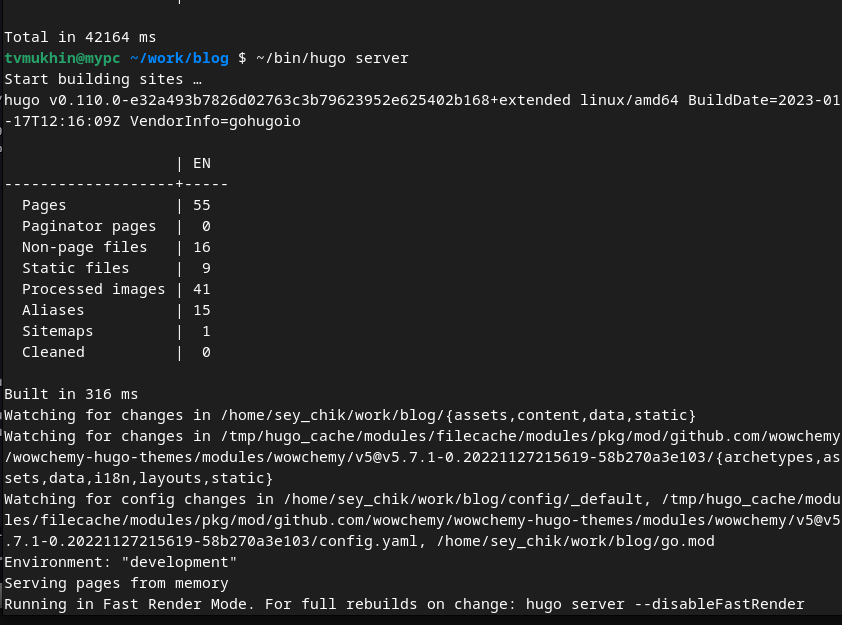 |
Total in 42164 ms
tvmukhin@mypc ~/work/blog $ ~/bin/hugo server
Start building sites …
hugo v0.110.0-e32a493b7826d02763c3b79623952e625402b168+extended linux/amd64 BuildDate=2023-01
-17T12:16:09Z VendorInfo=gohugoio
                   | EN
-------------------+-----
  Pages            | 55
  Paginator pages  |  0
  Non-page files   | 16
  Static files     |  9
  Processed images | 41
  Aliases          | 15
  Sitemaps         |  1
  Cleaned          |  0
Built in 316 ms
Watching for changes in /home/sey_chik/work/blog/{assets,content,data,static}
Watching for changes in /tmp/hugo_cache/modules/filecache/modules/pkg/mod/github.com/wowchemy
/wowchemy-hugo-themes/modules/wowchemy/v5@v5.7.1-0.20221127215619-58b270a3e103/{archetypes,as
sets,data,i18n,layouts,static}
Watching for config changes in /home/sey_chik/work/blog/config/_default, /tmp/hugo_cache/modu
les/filecache/modules/pkg/mod/github.com/wowchemy/wowchemy-hugo-themes/modules/wowchemy/v5@v5
.7.1-0.20221127215619-58b270a3e103/config.yaml, /home/sey_chik/work/blog/go.mod
Environment: "development"
Serving pages from memory
Running in Fast Render Mode. For full rebuilds on change: hugo server --disableFastRender